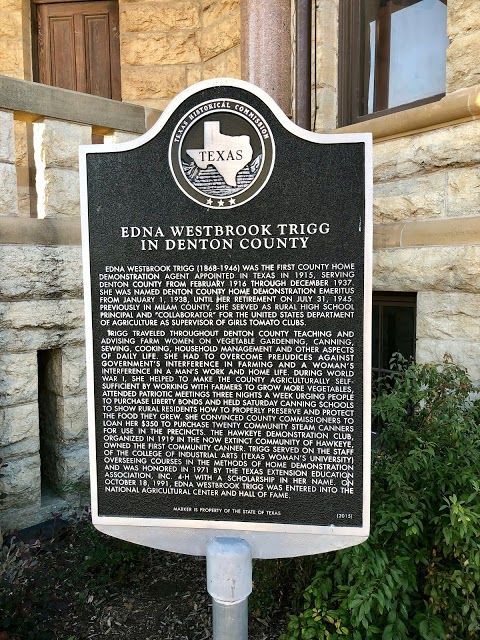 TEXAS HISTORICAL COMMISSION
TEXAS
EDNA WESTBROOK TRIGG
IN DENTON COUNTY
EDNA WESTBROOK TRIGG (1868-1946) WAS THE FIRST COUNTY HOME
DEMONSTRATION AGENT APPOINTED IN TEXAS IN 1915, SERVING
DENTON COUNTY FROM FEBRUARY 1916 THROUGH DECEMBER 1937.
SHE WAS NAMED DENTON COUNTY HOME DEMONSTRATION EMERITUS
FROM JANUARY 1, 1938, UNTIL HER RETIREMENT ON JULY 31, 1945.
PREVIOUSLY IN MILAM COUNTY, SHE SERVED AS RURAL HIGH SCHOOL
PRINCIPAL AND "COLLABORATOR" FOR THE UNITED STATES DEPARTMENT
OF AGRICULTURE AS SUPERVISOR OF GIRLS TOMATO CLUBS.
TRIGG TRAVELED THROUGHOUT DENTON COUNTY TEACHING AND
ADVISING FARM WOMEN ON VEGETABLE GARDENING, CANNING,
SEWING, COOKING, HOUSEHOLD MANAGEMENT AND OTHER ASPECTS
OF DAILY LIFE. SHE HAD TO OVERCOME PREJUDICES AGAINST
GOVERNMENT'S INTERFERENCE IN FARMING AND A WOMAN'S
INTERFERENCE IN A MAN'S WORK AND HOME LIFE. DURING WORLD
WAR I, SHE HELPED TO MAKE THE COUNTY AGRICULTURALLY SELF-
SUFFICIENT BY WORKING WITH FARMERS TO GROW MORE VEGETABLES,
ATTENDED PATRIOTIC MEETINGS THREE NIGHTS A WEEK URGING PEOPLE
TO PURCHASE LIBERTY BONDS AND HELD SATURDAY CANNING SCHOOLS
TO SHOW RURAL RESIDENTS HOW TO PROPERLY PRESERVE AND PROTECT
THE FOOD THEY GREW. SHE CONVINCED COUNTY COMMISSIONERS TO
LOAN HER $350 TO PURCHASE TWENTY COMMUNITY STEAM CANNERS
FOR USE IN THE PRECINCTS. THE HAWKEYE DEMONSTRATION CLUB,
ORGANIZED IN 1919 IN THE NOW EXTINCT COMMUNITY OF HAWKEYE,
OWNED THE FIRST CANNER. TRIGG SERVED ON THE STAFF
OF THE COLLEGE OF INDUSTRIAL ARTS (TEXAS WOMAN'S UNIVERSITY)
OVERSEEING COURSES IN THE METHODS OF HOME DEMONSTRATION
AND WAS HONORED IN 1971 BY THE TEXAS EXTENSION EDUCATION
ASSOCIATION, INC. 4-H WITH A SCHOLARSHIP IN HER NAME. ON
OCTOBER 18, 1991, EDNA WESTBROOK TRIGG WAS ENTERED INTO THE
NATIONAL AGRICULTURAL CENTER AND HALL OF FAME.
MARKER IS PROPERTY OF THE STATE OF TEXAS
(2015)